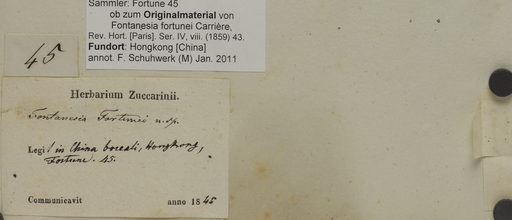 Sammler: Fortune 45
ob zum Originalmaterial von
Fontanesia fortunei Carrière,
Rev. Hort. [Paris]. Ser. IV, viii. (1859) 43.
Fundort: Hongkong [China]
annot. F. Schuhwerk (M) Jan. 2011
45
Herbarium Zuccarinii.
Fontanesia Fortunei n. sp.
Legit in China boreali, Hongkong,
Fortune. 45.
Communicavit anno 1845